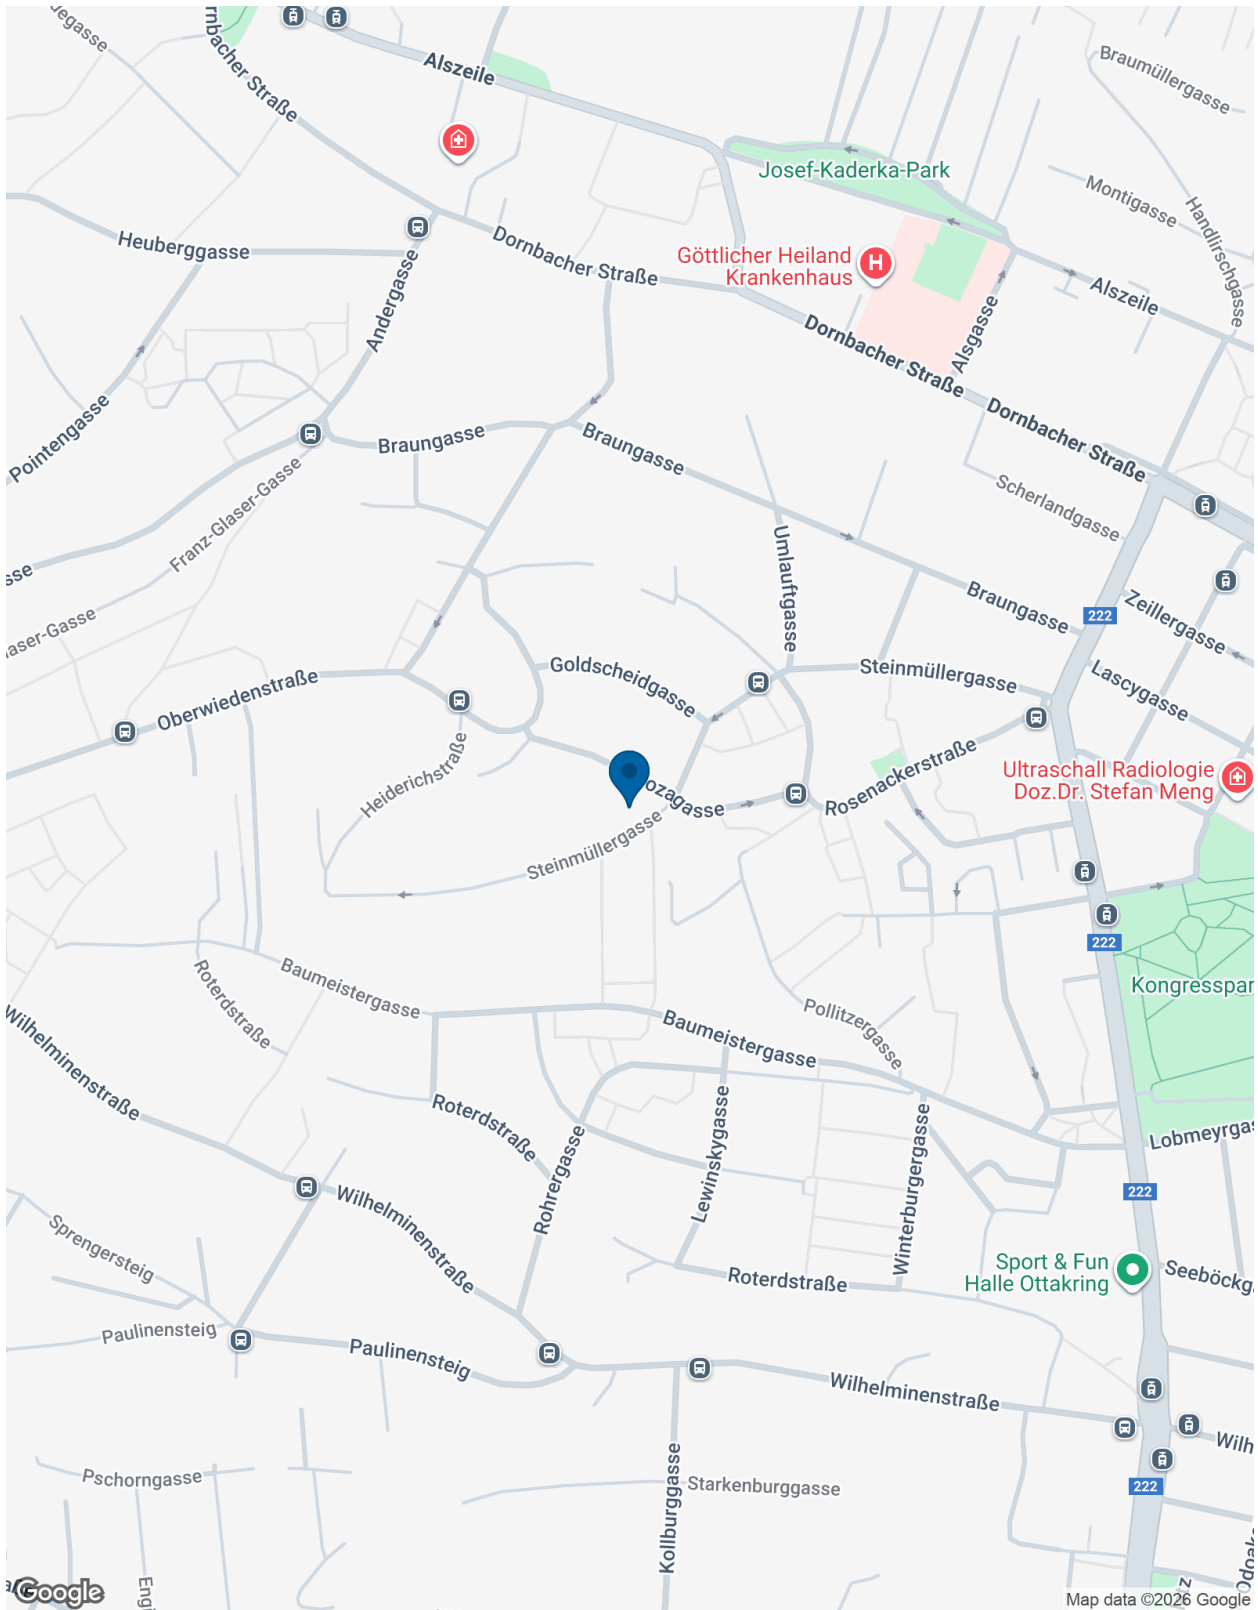 Alszeile
Dornbacher Straße
Braumüllergasse
Josef-Kaderka-Park
Montigasse
Handlirschgasse
Heuberggasse
Dornbacher Straße
Göttlicher Heiland
Krankenhaus
Andergasse
Alszeile
Dornbacher Straße
Alsgasse
Pointengasse
Braungasse
Braungasse
Dornbacher Straße
Franz-Glaser-Gasse
Scherlandgasse
Umlauftgasse
Braungasse
222
Zeillergasse
Goldscheidgasse
Steinmüllergasse
Lascygasse
Oberwiedenstraße
Heiderichstraße
Rosenackerstraße
Ultraschall Radiologie
Doz.Dr. Stefan Meng
Steinmüllergasse
222
Roterdstraße
Baumeistergasse
Kongresspar
Pollitzergasse
Wilhelminenstraße
Baumeistergasse
Roterdstraße
Lewinskygasse
Winterburgergasse
Rohrergasse
Lobmeyrgas
222
Wilhelminenstraße
Sprengersteig
Sport & Fun
Halle Ottakring
Roterdstraße
Seeböckga
Paulinensteig
Paulinensteig
Wilhelminenstraße
Wilh
Pschorngasse
Kollburggasse
Starkenburggasse
222
Engi
Google
Map data ©2026 Google